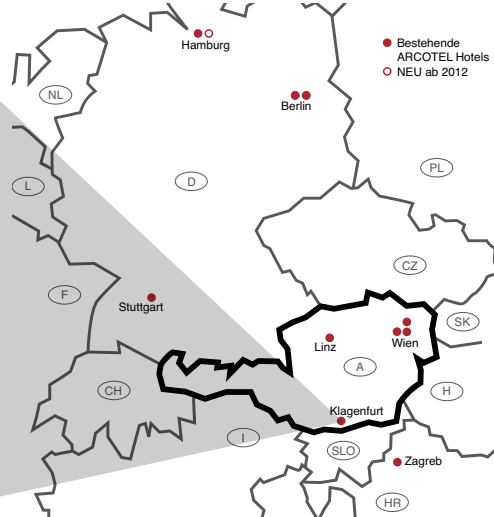 Hamburg
Bestehende
ARCOTEL Hotels
NEU ab 2012
NL
Berlin
PL
D
L
CZ
F
Stuttgart
SK
Linz
Wien
A
CH
H
Klagenfurt
I
SLO
Zagreb
HR